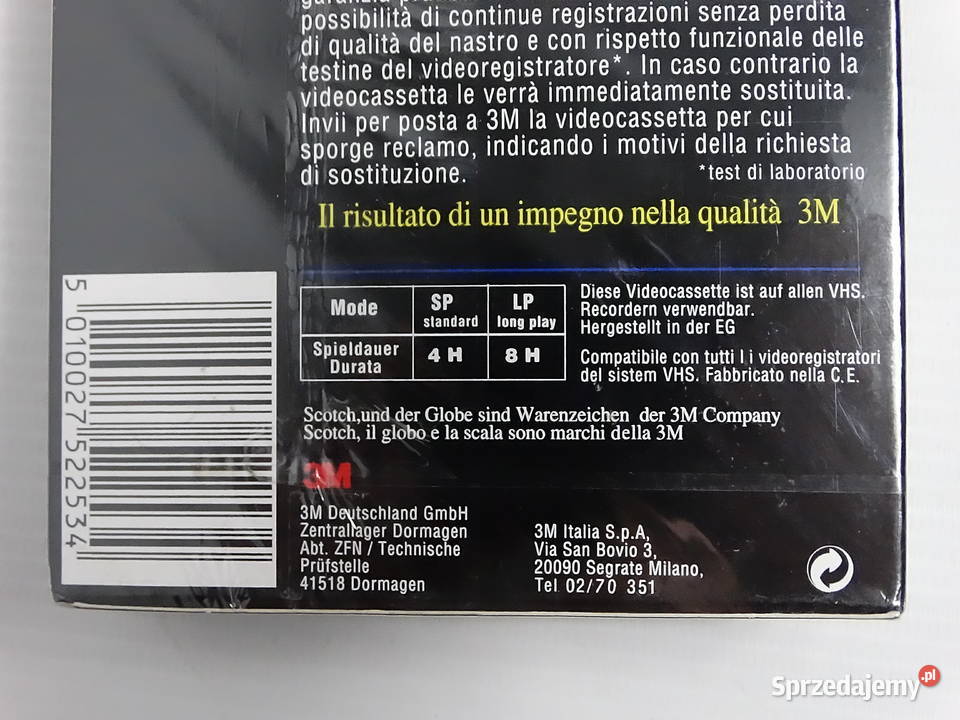 possibilità di continue registrazioni senza perdita
di qualità del nastro e con rispetto funzionale delle
testine del videoregistratore*. In caso contrario la
videocassetta le verrà immediatamente sostituita.
Invii per posta a 3M la videocassetta per cui
sporge reclamo, indicando i motivi della richiesta
di sostituzione.
*test di laboratorio
Il risultato di un impegno nella qualità 3M
Mode SP standard LP long play
Spieldauer Durata 4 H 8 H
Diese Videocassette ist auf allen VHS.
Recordern verwendbar.
Hergestellt in der EG
Compatibile con tutti I i videoregistratori
del sistem VHS. Fabbricato nella C.E.
Scotch,und der Globe sind Warenzeichen der 3M Company
Scotch, il globo e la scala sono marchi della 3M
3M
3M Deutschland GmbH
Zentrallager Dormagen
Abt. ZFN / Technische
Prüfstelle
41518 Dormagen
3M Italia S.p.A,
Via San Bovio 3,
20090 Segrate Milano,
Tel 02/70 351
5 010027 522534
Sprzedajemy.pl